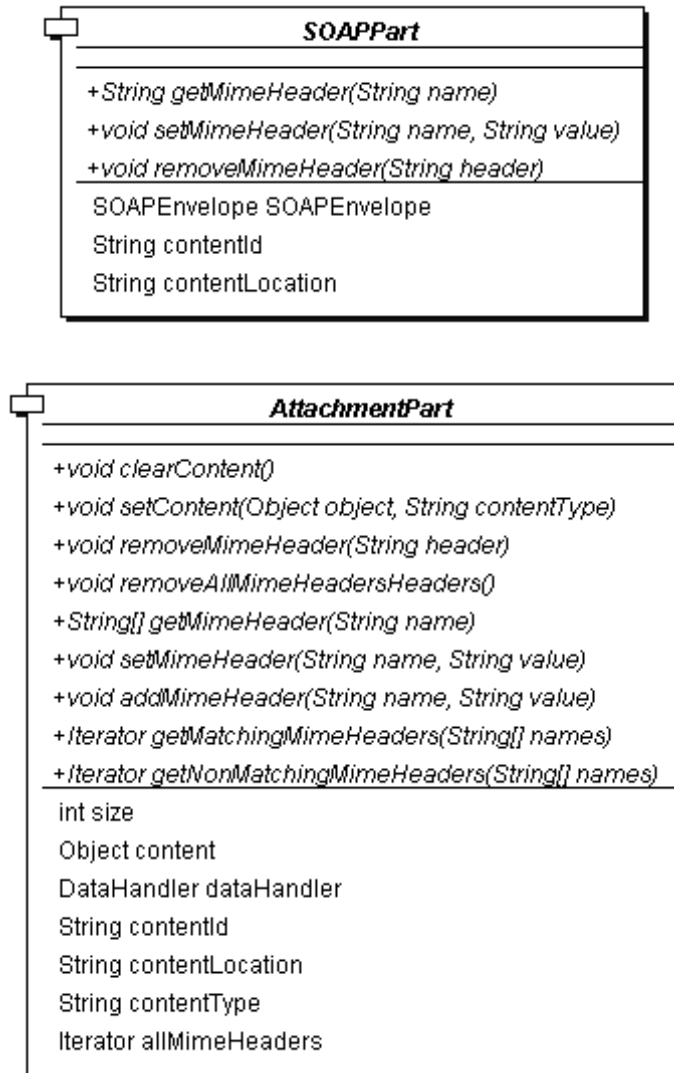 SOAPPart
+String getMimeHeader(String name)
+void setMimeHeader(String name, String value)
+void removeMimeHeader(String header)
SOAPEnvelope SOAPEnvelope
String contentId
String contentLocation
AttachmentPart
+void clearContent()
+void setContent(Object object, String contentType)
+void removeMimeHeader(String header)
+void removeAllMimeHeadersHeaders()
+String[] getMimeHeader(String name)
+void setMimeHeader(String name, String value)
+void addMimeHeader(String name, String value)
+Iterator getMatchingMimeHeaders(String[] names)
+Iterator getNonMatchingMimeHeaders(String[] names)
int size
Object content
DataHandler dataHandler
String contentId
String contentLocation
String contentType
Iterator allMimeHeaders